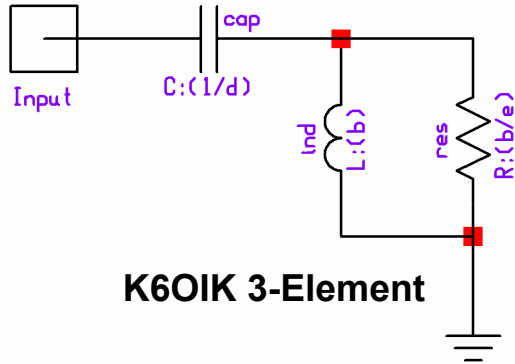 cap
Input
C:(1/d)
ind
L:(b)
res
R:(b/e)
K6OIK 3-Element